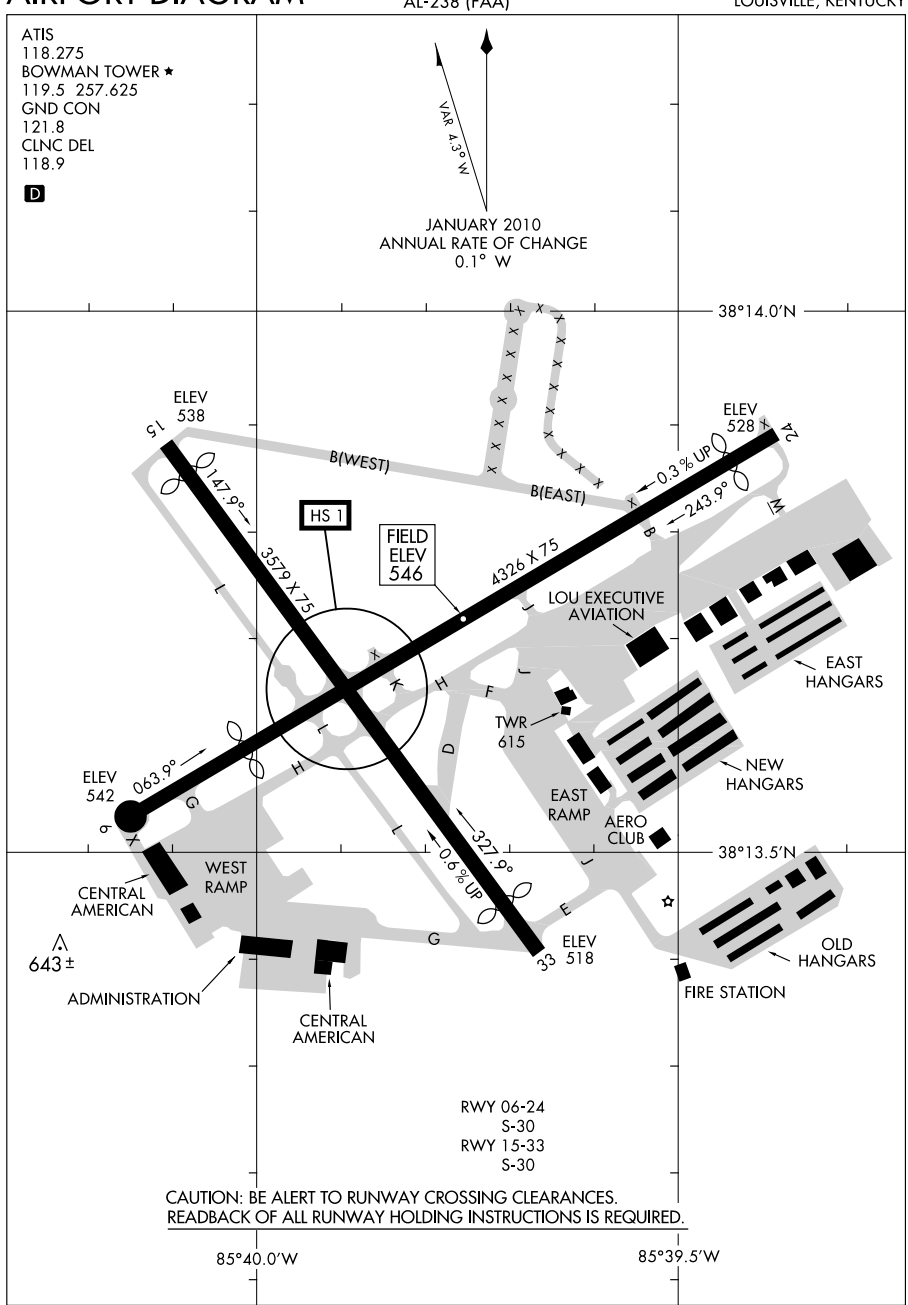 AIRPORT DIAGRAM
AL-238 (FAA)
LOUISVILLE, KENTUCKY
ATIS
118.275
BOWMAN TOWER ★
119.5 257.625
GND CON
121.8
CLNC DEL
118.9
D
VAR 4.3° W
JANUARY 2010
ANNUAL RATE OF CHANGE
0.1° W
38°14.0'N
ELEV
538
15
147.9°
3579 X 75
B(WEST)
B(EAST)
ELEV
528
24
0.3 % UP
243.9°
B
W
HS 1
FIELD
ELEV
546
4326 X 75
J
LOU EXECUTIVE
AVIATION
EAST
HANGARS
L
X
K
H
F
J
L
H
D
TWR
615
NEW
HANGARS
ELEV
542
063.9°
6
X
G
EAST
RAMP
AERO
CLUB
38°13.5'N
WEST
RAMP
L
327.9°
0.6 % UP
J
E
G
33
ELEV
518
CENTRAL
AMERICAN
643 ±
ADMINISTRATION
CENTRAL
AMERICAN
OLD
HANGARS
FIRE STATION
RWY 06-24
S-30
RWY 15-33
S-30
CAUTION: BE ALERT TO RUNWAY CROSSING CLEARANCES.
READBACK OF ALL RUNWAY HOLDING INSTRUCTIONS IS REQUIRED.
85°40.0'W
85°39.5'W